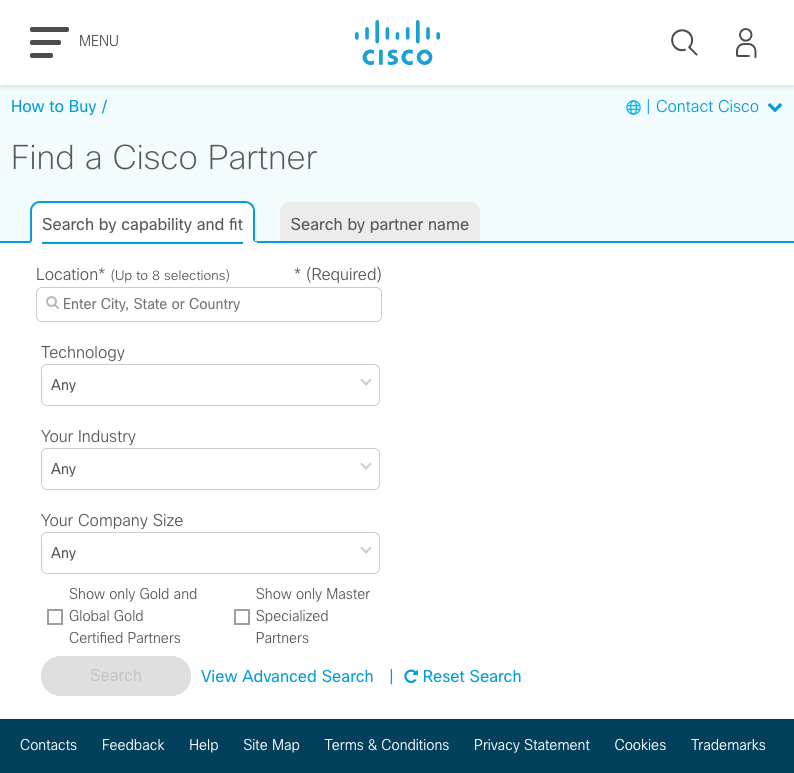 MENU
CISCO
How to Buy /
| Contact Cisco
Find a Cisco Partner
Search by capability and fit
Search by partner name
Location* (Up to 8 selections)
* (Required)
Enter City, State or Country
Technology
Any
Your Industry
Any
Your Company Size
Any
Show only Gold and
Global Gold
Certified Partners
Show only Master
Specialized
Partners
Search
View Advanced Search | Reset Search
Contacts Feedback Help Site Map Terms & Conditions Privacy Statement Cookies Trademarks